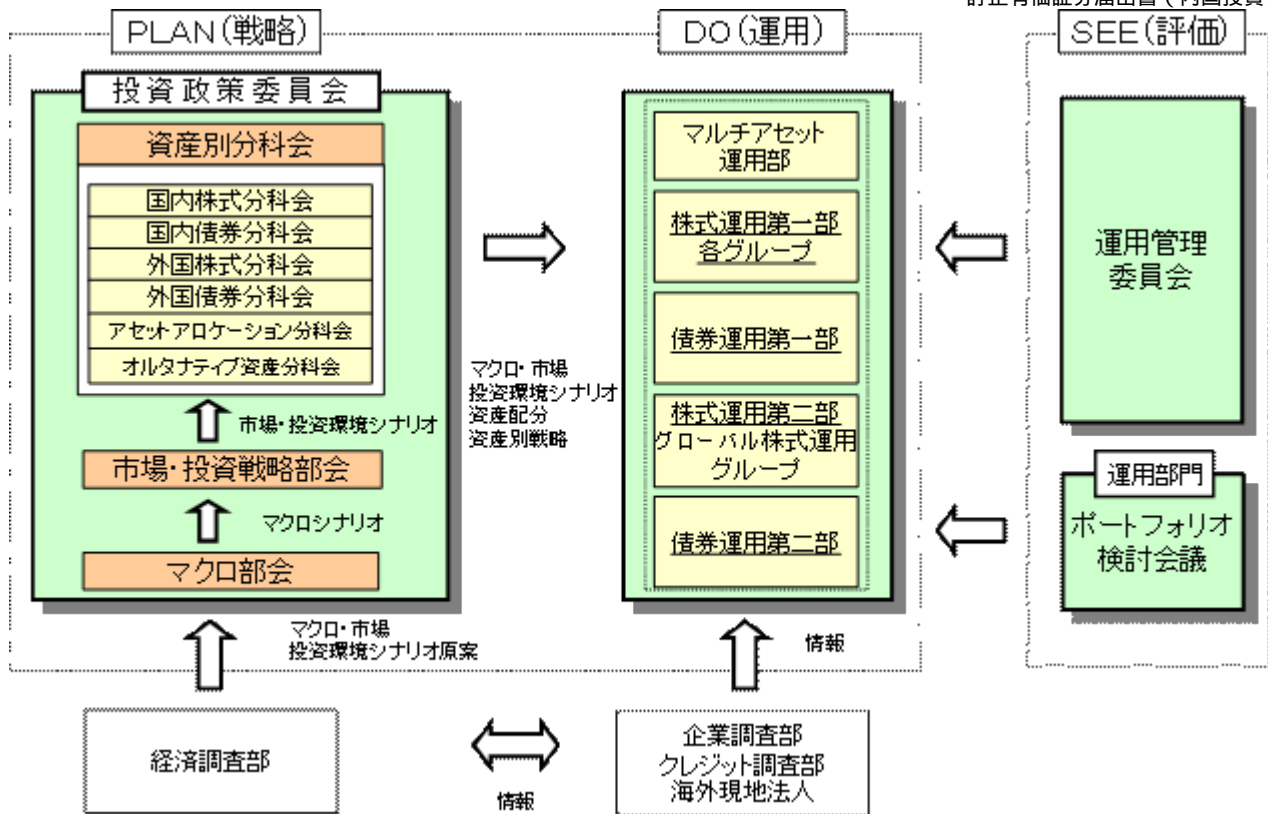 訂正有価証券届出書(内国投資
PLAN(戦略)
DO(運用)
SEE(評価)
投資政策委員会
資産別分科会
国内株式分科会
国内債券分科会
外国株式分科会
外国債券分科会
アセットアロケーション分科会
オルタナティブ資産分科会
市場・投資環境シナリオ
市場・投資戦略部会
マクロシナリオ
マクロ部会
マクロ・市場
投資環境シナリオ原案
経済調査部
マクロ・市場
投資環境シナリオ
資産配分
資産別戦略
マルチアセット
運用部
株式運用第一部
各グループ
債券運用第一部
株式運用第二部
グローバル株式運用
グループ
債券運用第二部
情報
情報
企業調査部
クレジット調査部
海外現地法人
運用管理
委員会
運用部門
ポートフォリオ
検討会議